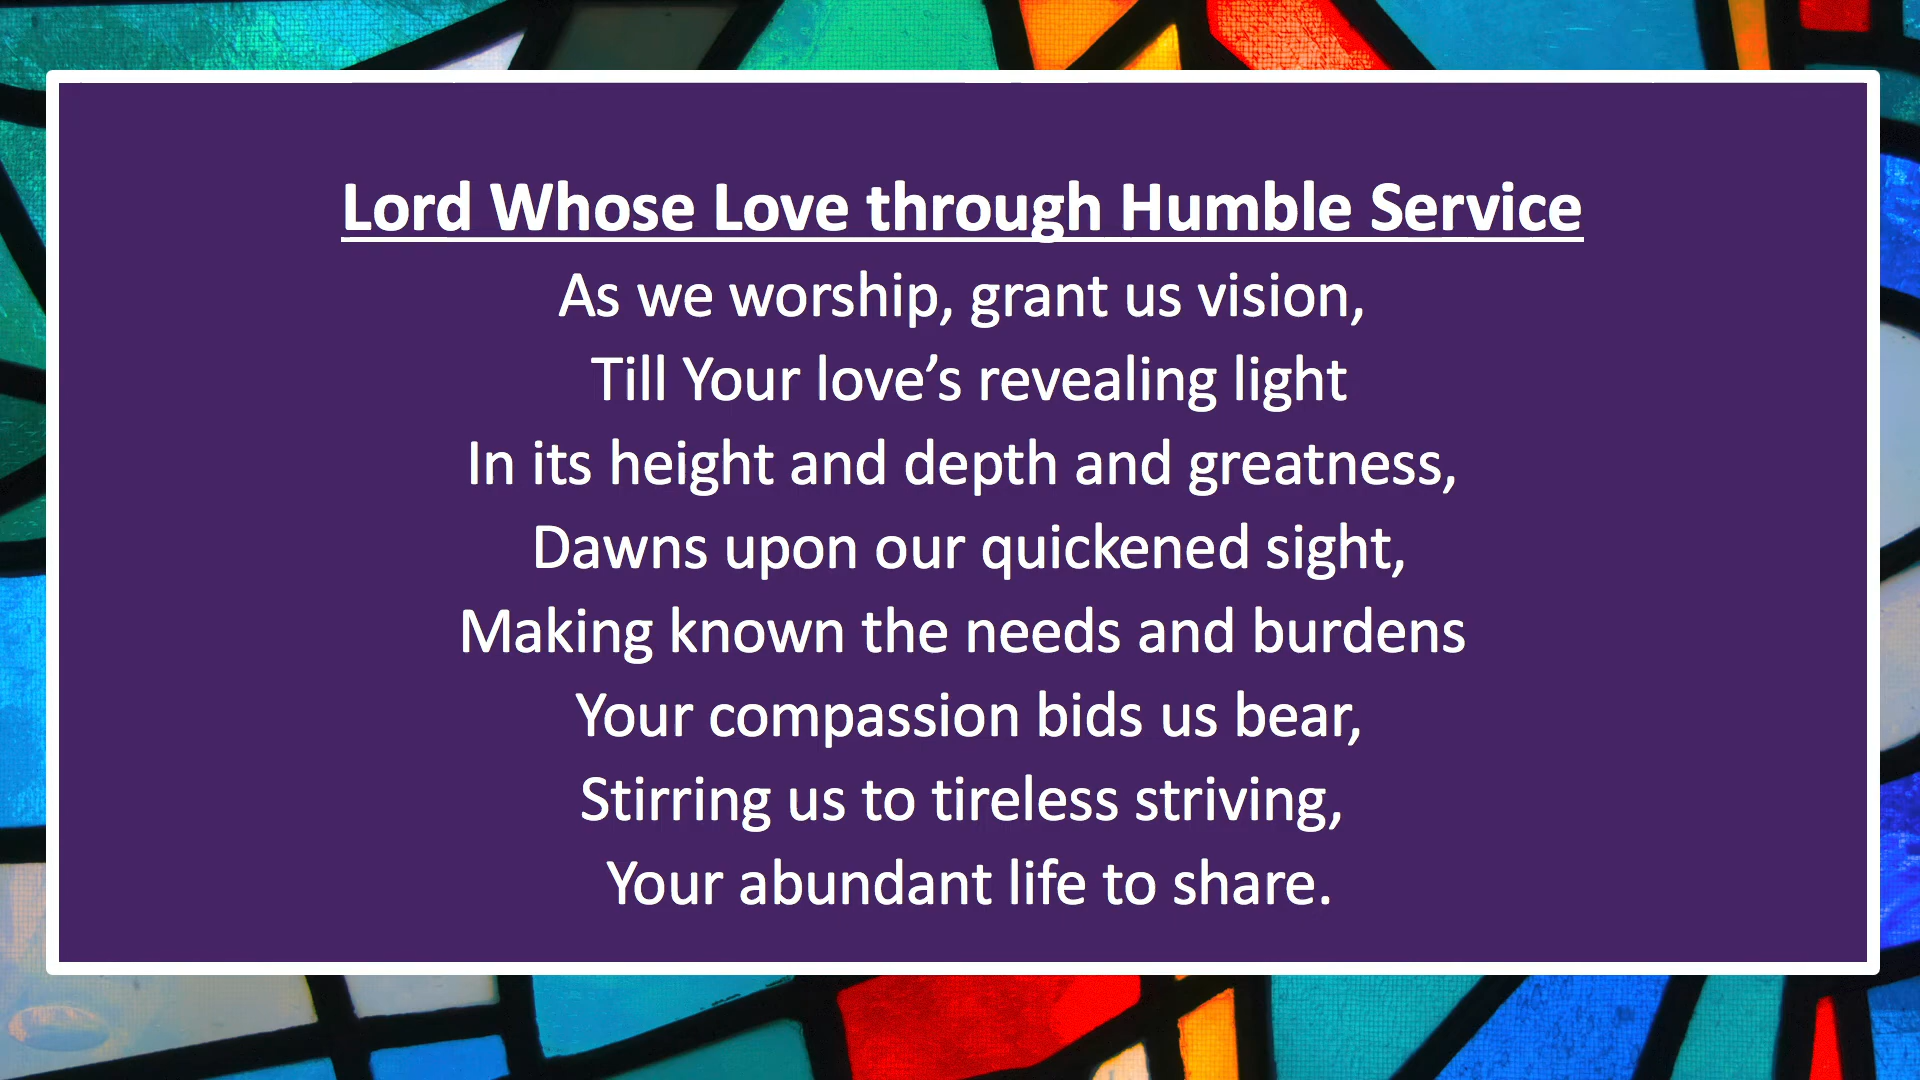 Lord Whose Love through Humble Service
As we worship, grant us vision,
Till Your love’s revealing light
In its height and depth and greatness,
Dawns upon our quickened sight,
Making known the needs and burdens
Your compassion bids us bear,
Stirring us to tireless striving,
Your abundant life to share.